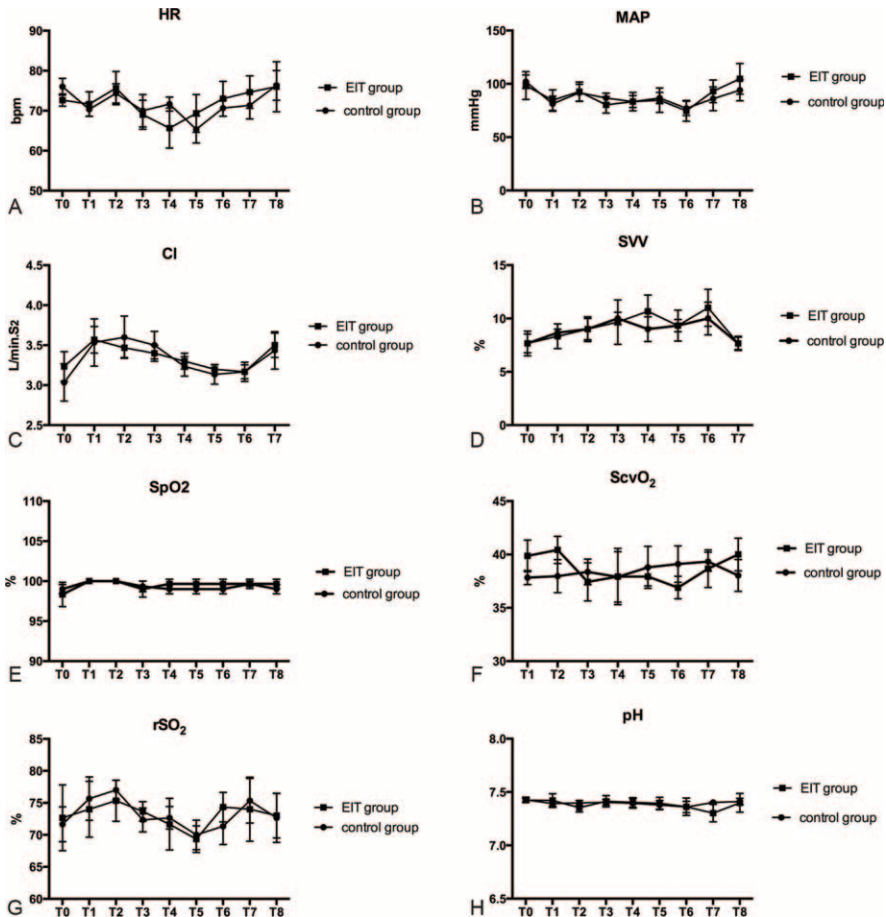 HR
90
80
70
60
50
bpm
T0 T1 T2 T3 T4 T5 T6 T7 T8
EIT group
control group
A
MAP
150
100
50
0
mmHg
T0 T1 T2 T3 T4 T5 T6 T7 T8
EIT group
control group
B
CI
4.5
4.0
3.5
3.0
2.5
L/min.S2
T0 T1 T2 T3 T4 T5 T6 T7
EIT group
control group
C
SVV
15
10
5
0
%
T0 T1 T2 T3 T4 T5 T6 T7
EIT group
control group
D
SpO2
110
105
100
95
90
%
T0 T1 T2 T3 T4 T5 T6 T7 T8
EIT group
control group
E
ScvO2
45
40
35
30
%
T1 T2 T3 T4 T5 T6 T7 T8
EIT group
control group
F
rSO2
85
80
75
70
65
60
%
T0 T1 T2 T3 T4 T5 T6 T7 T8
EIT group
control group
G
pH
8.0
7.5
7.0
6.5
T0 T1 T2 T3 T4 T5 T6 T7 T8
EIT group
control group
H